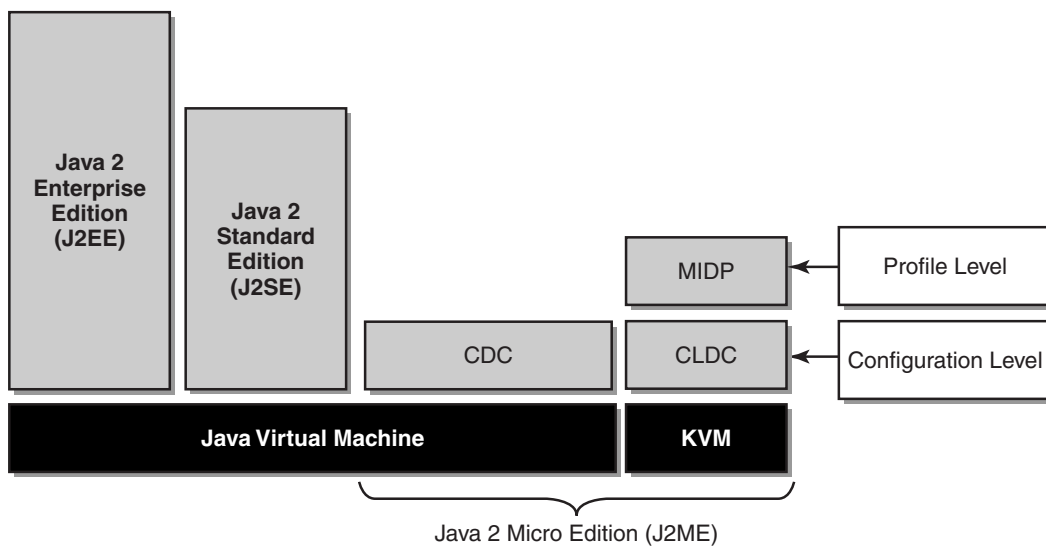 Java 2
Enterprise
Edition
(J2EE)
Java 2
Standard
Edition
(J2SE)
MIDP
Profile Level
CDC
CLDC
Configuration Level
Java Virtual Machine
KVM
Java 2 Micro Edition (J2ME)